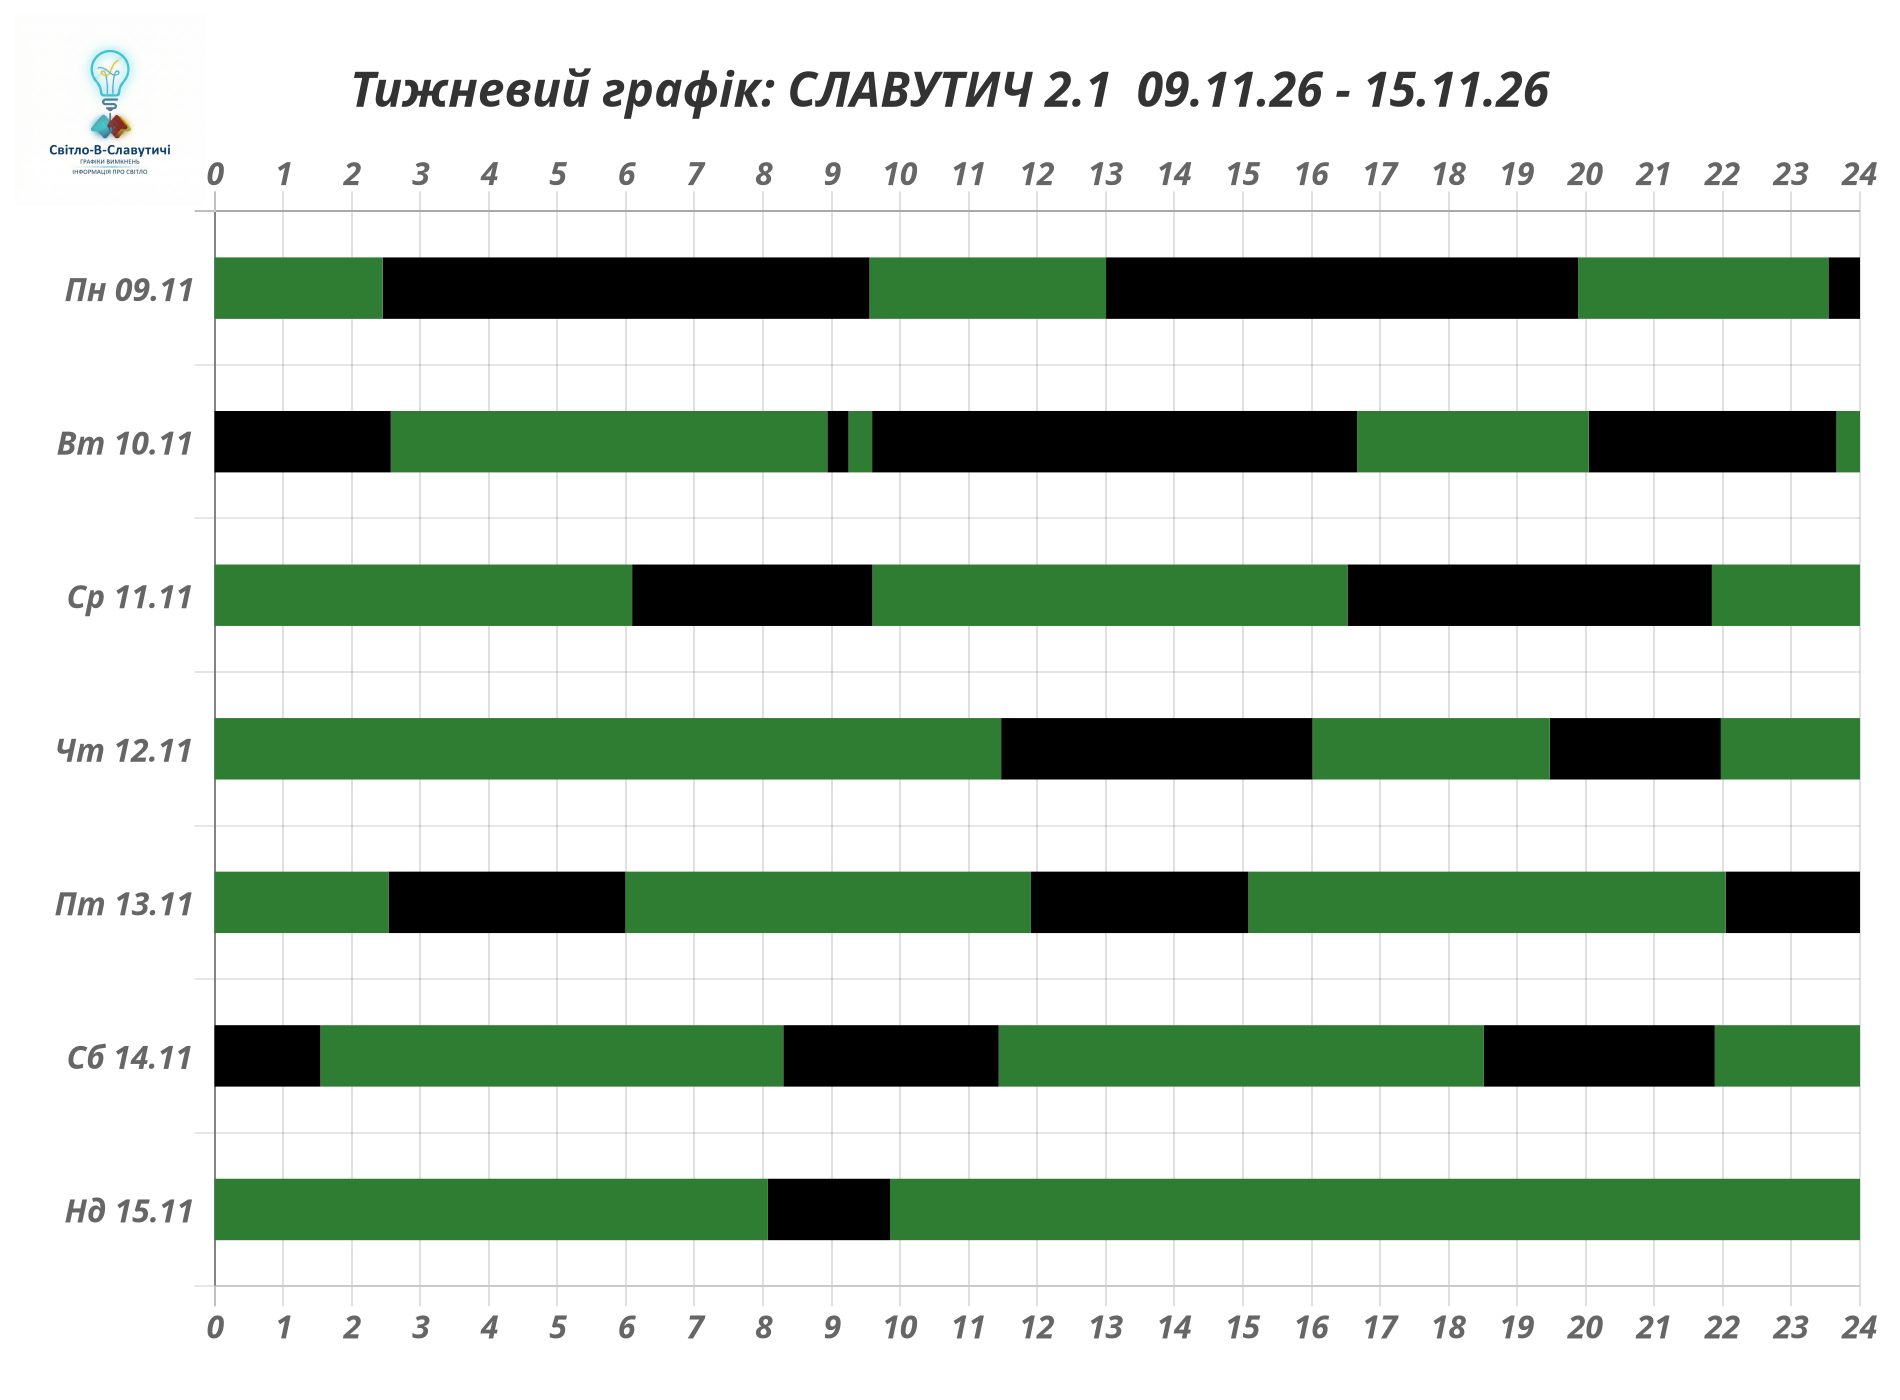 Тижневий графік: СЛАВУТИЧ 2.1 09.11.26 - 15.11.26
Світло-В-Славутичі
ГРАФІКИ ВИМКНЕНЬ
ІНФОРМАЦІЯ ПРО СВІТЛО
0 1 2 3 4 5 6 7 8 9 10 11 12 13 14 15 16 17 18 19 20 21 22 23 24
Пн 09.11
Вт 10.11
Ср 11.11
Чт 12.11
Пт 13.11
Сб 14.11
Нд 15.11
0 1 2 3 4 5 6 7 8 9 10 11 12 13 14 15 16 17 18 19 20 21 22 23 24